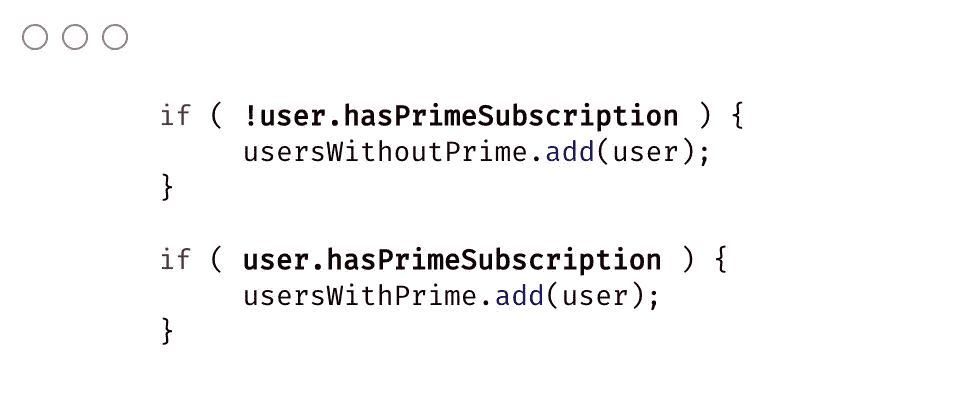 if ( !user.hasPrimeSubscription ) {
    usersWithoutPrime.add(user);
}
if ( user.hasPrimeSubscription ) {
    usersWithPrime.add(user);
}